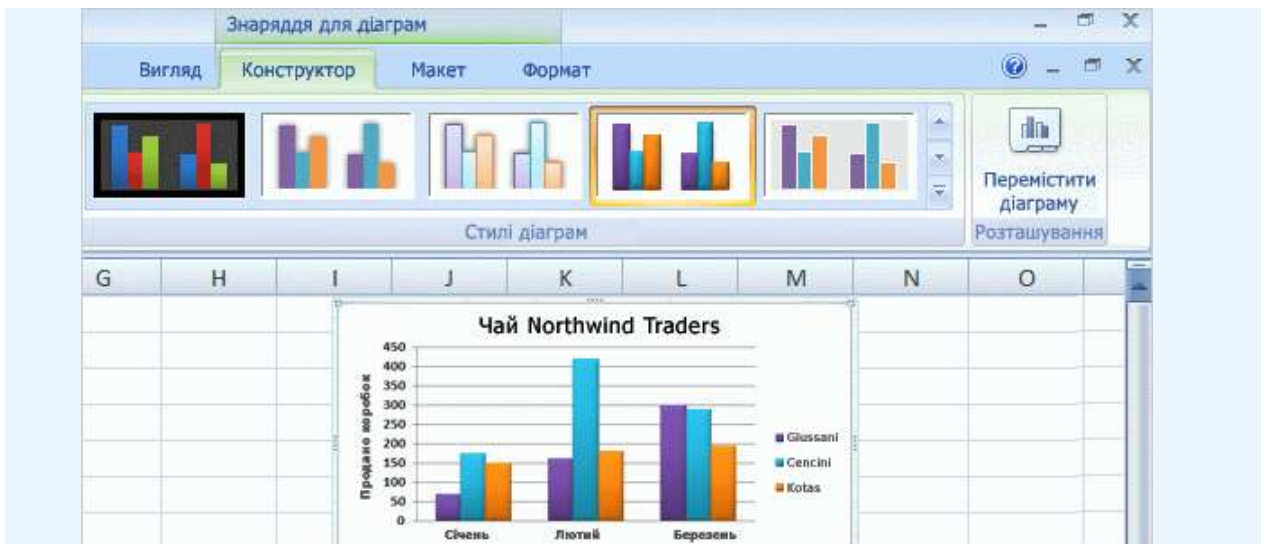 Знаряддя для діаграм
Вигляд Конструктор Макет Формат
Перемістити
діаграму
Стилі діаграм Розташування
G H I J K L M N O
Чай Northwind Traders
Продано коробок
450
400
350
300
250
200
150
100
50
0
Giussani
Cencini
Kotas
Січень Лютий Березень